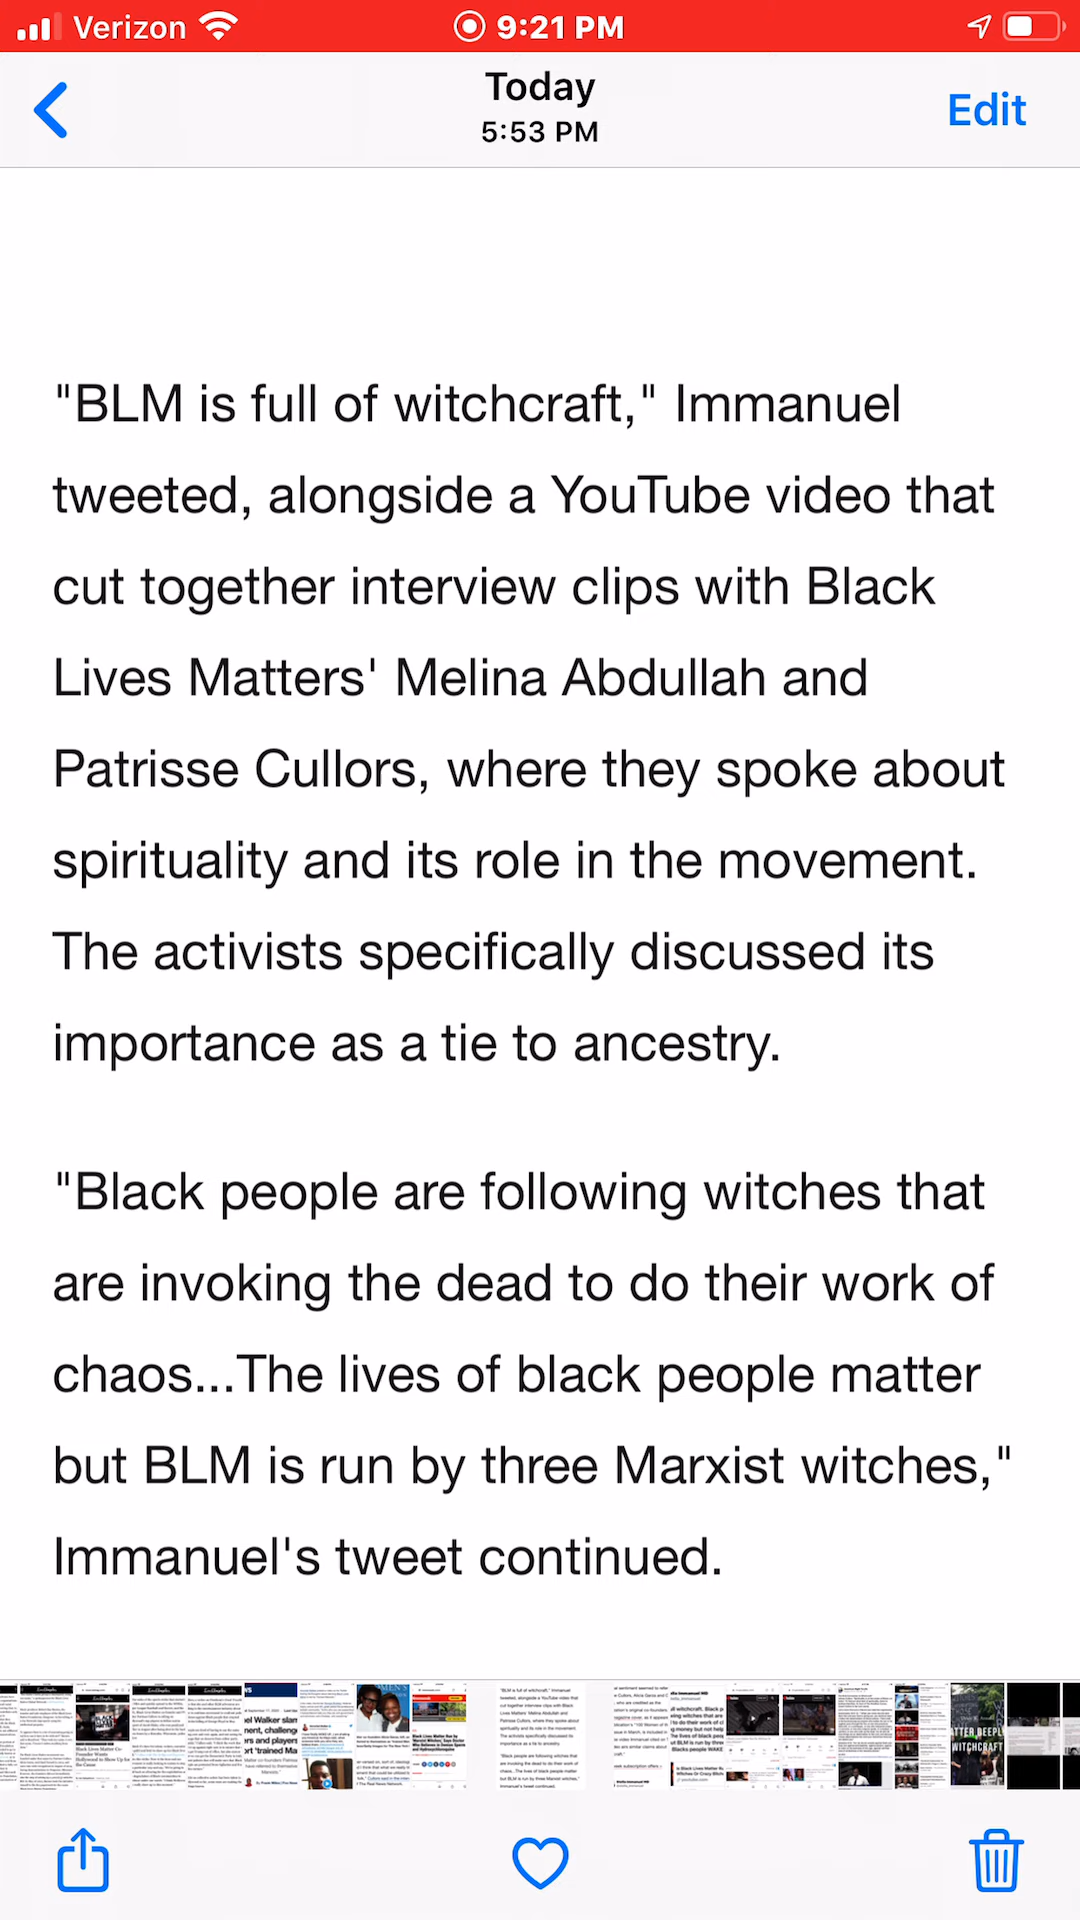 Verizon 9:21 PM
Today
5:53 PM
Edit
"BLM is full of witchcraft," Immanuel
tweeted, alongside a YouTube video that
cut together interview clips with Black
Lives Matters' Melina Abdullah and
Patrisse Cullors, where they spoke about
spirituality and its role in the movement.
The activists specifically discussed its
importance as a tie to ancestry.
"Black people are following witches that
are invoking the dead to do their work of
chaos...The lives of black people matter
but BLM is run by three Marxist witches,"
Immanuel's tweet continued.